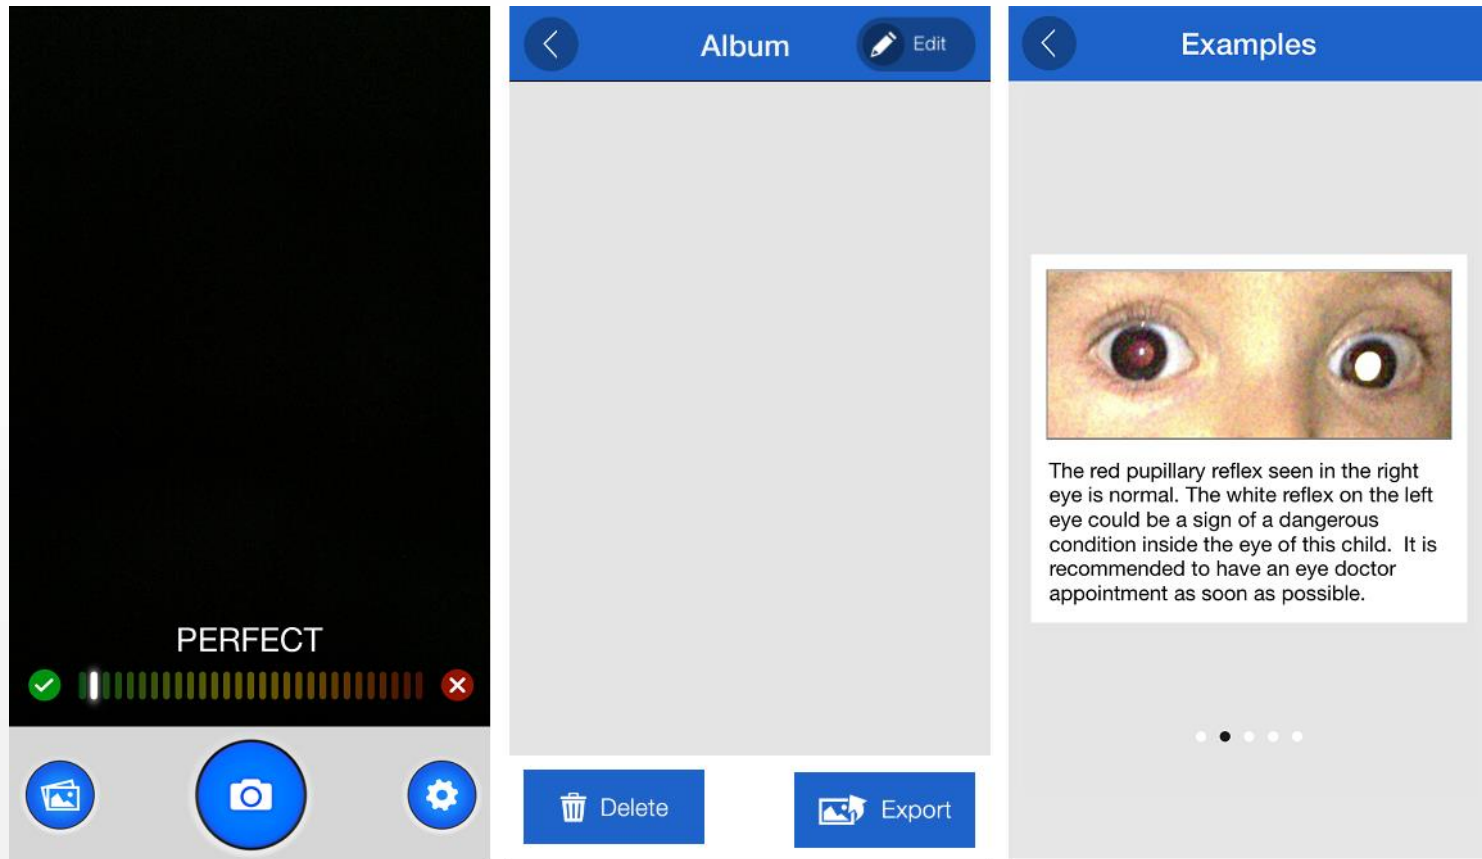 PERFECT
Album
Edit
Delete
Export
Examples
The red pupillary reflex seen in the right
eye is normal. The white reflex on the left
eye could be a sign of a dangerous
condition inside the eye of this child.  It is
recommended to have an eye doctor
appointment as soon as possible.